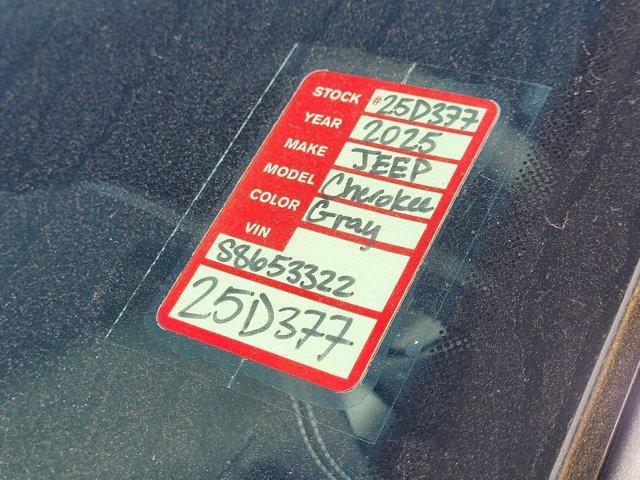 STOCK #25D377
YEAR 2025
MAKE JEEP
MODEL Cherokee
COLOR Gray
VIN
S8653322
25D377